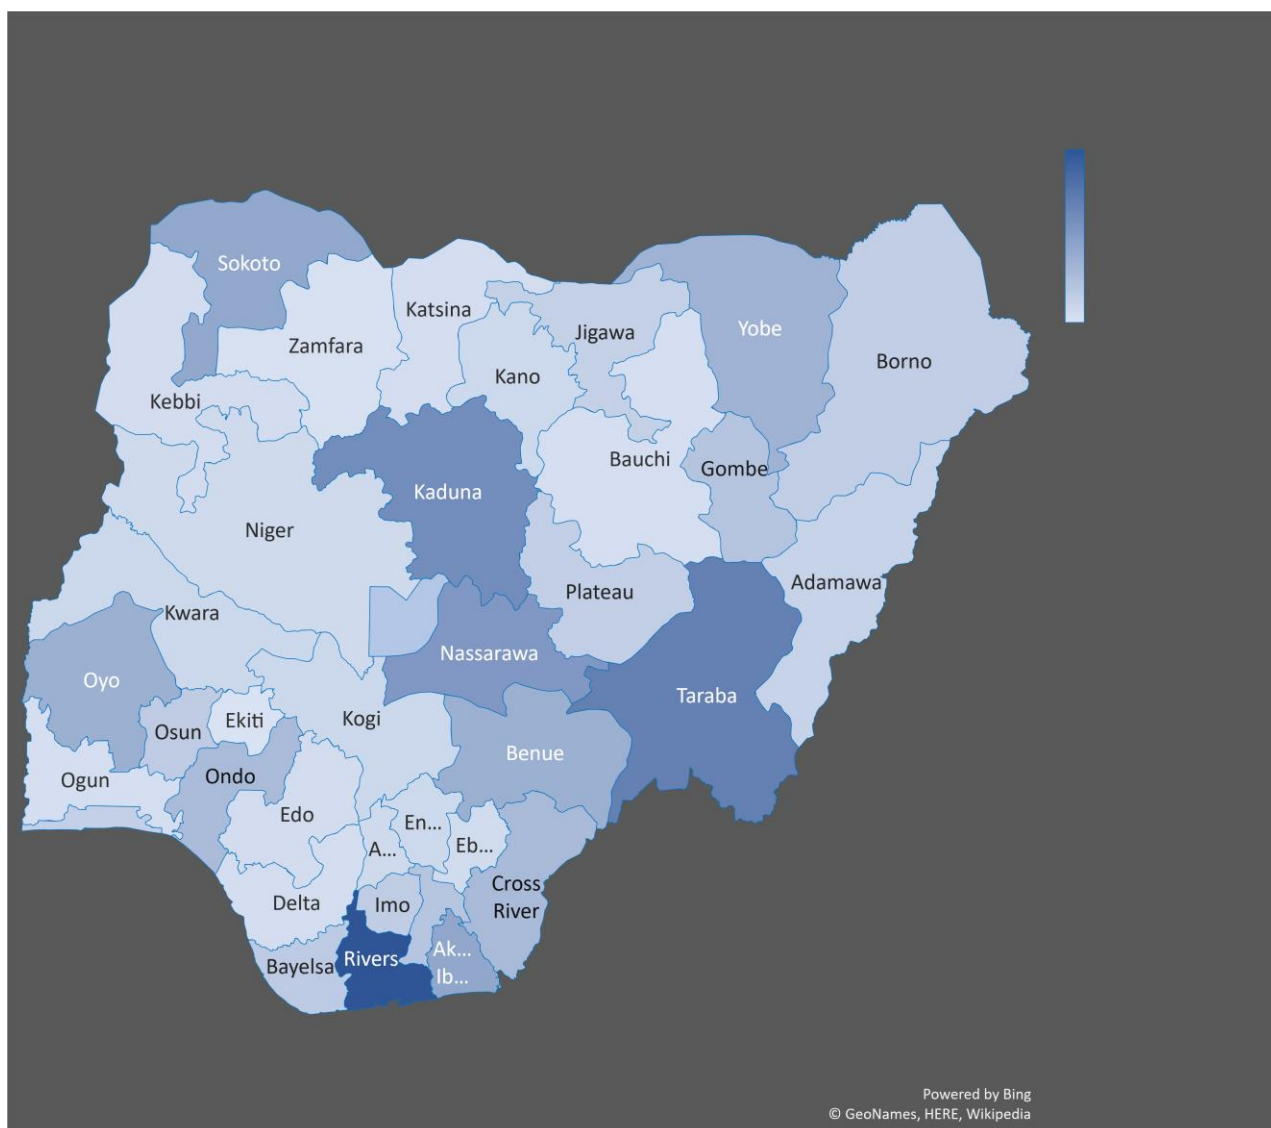 Sokoto
Katsina
Jigawa
Yobe
Zamfara
Borno
Kano
Kebbi
Bauchi
Gombe
Kaduna
Niger
Adamawa
Plateau
Kwara
Nassarawa
Oyo
Taraba
Kogi
Ekiti
Osun
Benue
Ondo
Ogun
Edo
En...
Eb...
A...
Cross
River
Delta
Imo
Ak...
Ib...
Rivers
Bayelsa
Powered by Bing
© GeoNames, HERE, Wikipedia